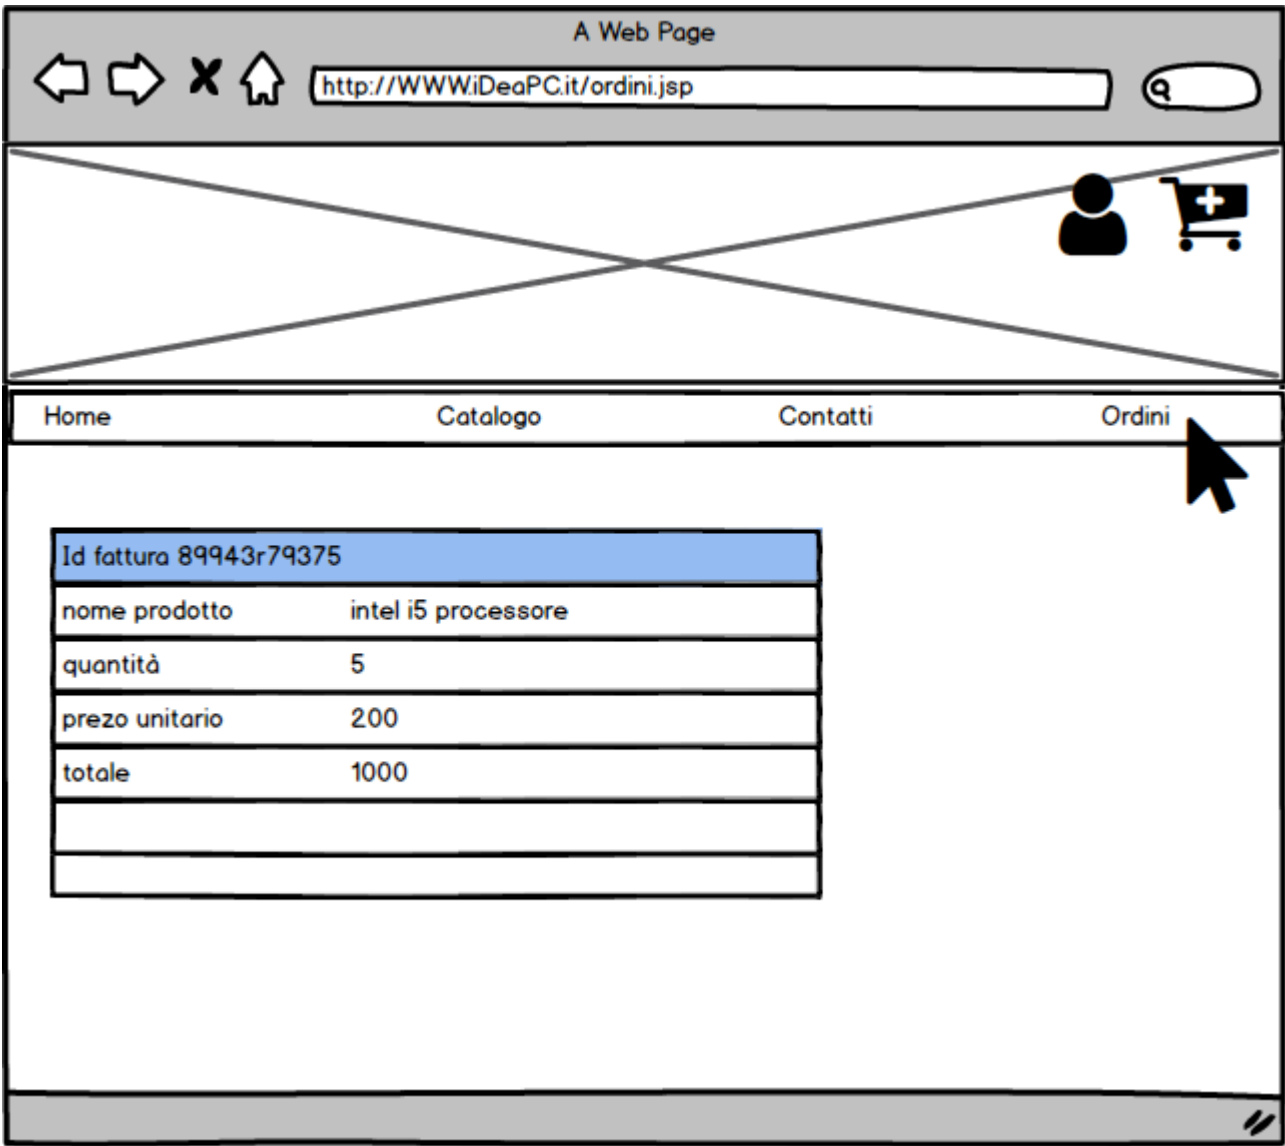 A Web Page
http://WWW.iDeaPC.it/ordini.jsp
Home Catalogo Contatti Ordini
Id fattura 89943r79375
nome prodotto intel i5 processore
quantità 5
prezo unitario 200
totale 1000